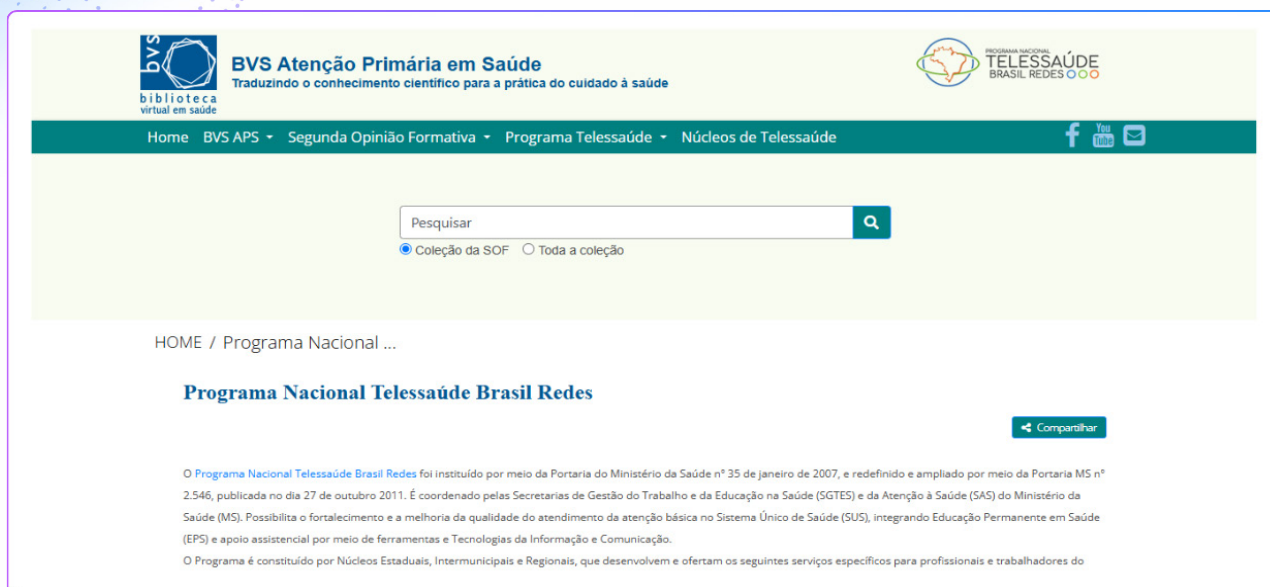 bvs
biblioteca
virtual em saúde
BVS Atenção Primária em Saúde
Traduzindo o conhecimento científico para a prática do cuidado à saúde
PROGRAMA NACIONAL
TELESSAÚDE
BRASIL REDES
Home BVS APS Segunda Opinião Formativa Programa Telessaúde Núcleos de Telessaúde
f You Tube
Pesquisar
Coleção da SOF Toda a coleção
HOME / Programa Nacional ...
Programa Nacional Telessaúde Brasil Redes
Compartilhar
O Programa Nacional Telessaúde Brasil Redes foi instituído por meio da Portaria do Ministério da Saúde nº 35 de janeiro de 2007, e redefinido e ampliado por meio da Portaria MS nº
2.546, publicada no dia 27 de outubro 2011. É coordenado pelas Secretarias de Gestão do Trabalho e da Educação na Saúde (SGTES) e da Atenção à Saúde (SAS) do Ministério da
Saúde (MS). Possibilita o fortalecimento e a melhoria da qualidade do atendimento da atenção básica no Sistema Único de Saúde (SUS), integrando Educação Permanente em Saúde
(EPS) e apoio assistencial por meio de ferramentas e Tecnologias da Informação e Comunicação.
O Programa é constituído por Núcleos Estaduais, Intermunicipais e Regionais, que desenvolvem e ofertam os seguintes serviços específicos para profissionais e trabalhadores do